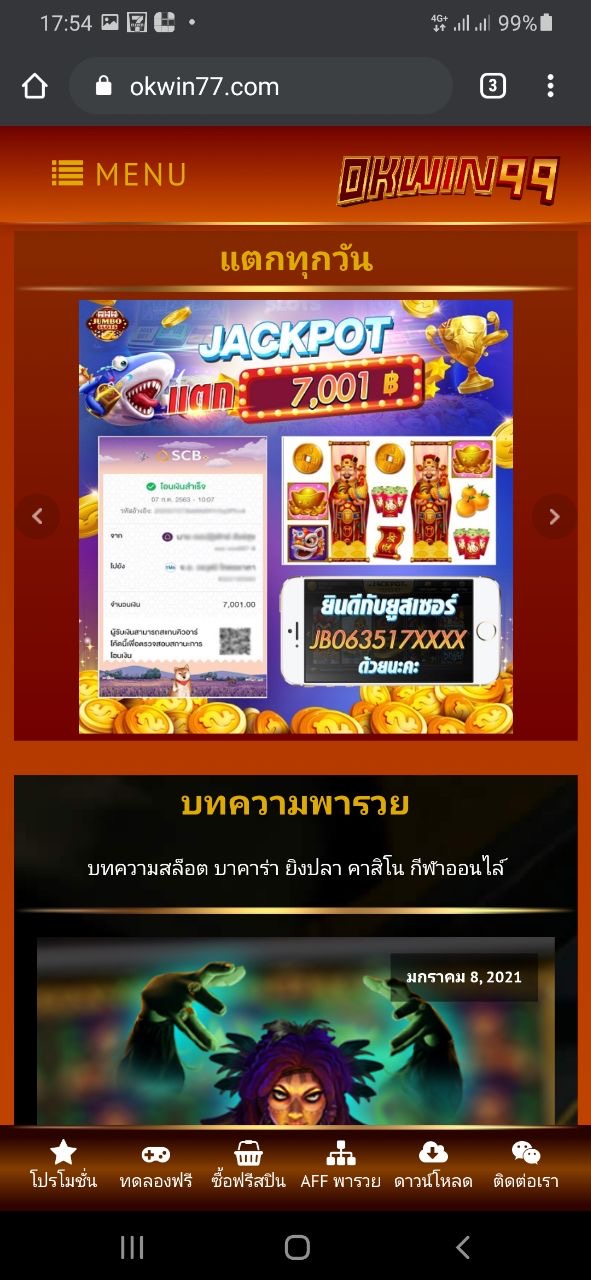 17:54
4G+
99%
okwin77.com
3
MENU
OKWIN99
แตกทุกวัน
JUMBO
SLOTS
JACKPOT
แตก 7,001 ฿
SCB
โอนเงินสำเร็จ
07 ก.ค. 2563 - 10:07
รหัสอ้างอิง:
จาก
ไปยัง
จำนวนเงิน 7,001.00
ผู้รับเงินสามารถสแกนคิวอาร์
โค้ดนี้เพื่อตรวจสอบสถานะการ
โอนเงิน
JACKPOT
ยินดีกับยูสเซอร์
JB063517XXXX
ด้วยนะคะ
บทความพารวย
บทความสล็อต บาคาร่า ยิงปลา คาสิโน กีฬาออนไล์
มกราคม 8, 2021
โปรโมชั่น
ทดลองฟรี
ซื้อฟรีสปิน
AFF พารวย
ดาวน์โหลด
ติดต่อเรา